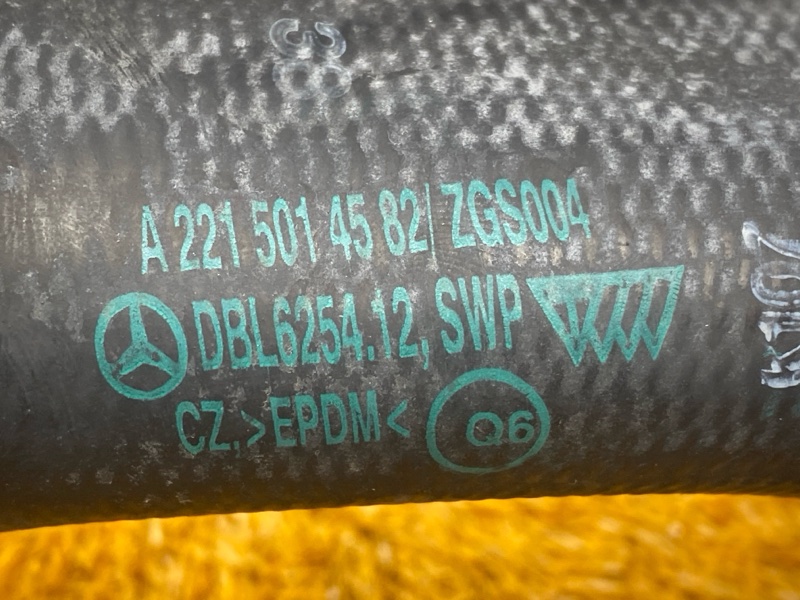 A 221 501 45 82| ZGS004
DBL6254.12, SWP
CZ, >EPDM< Q6